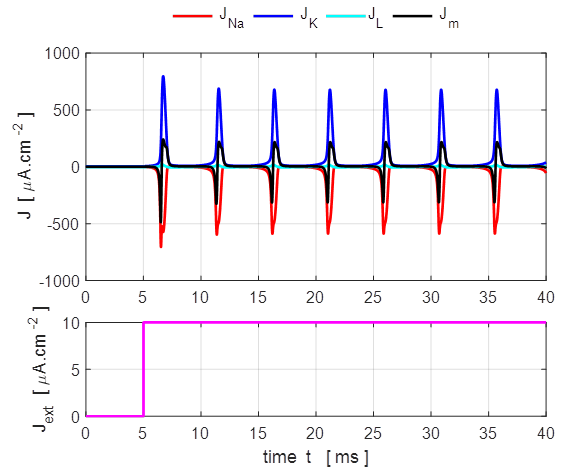 J_Na J_K J_L J_m
1000
500
0
-500
-1000
J [ μA.cm^-2 ]
0 5 10 15 20 25 30 35 40
10
5
0
J_ext [ μA.cm^-2 ]
0 5 10 15 20 25 30 35 40
time t [ ms ]